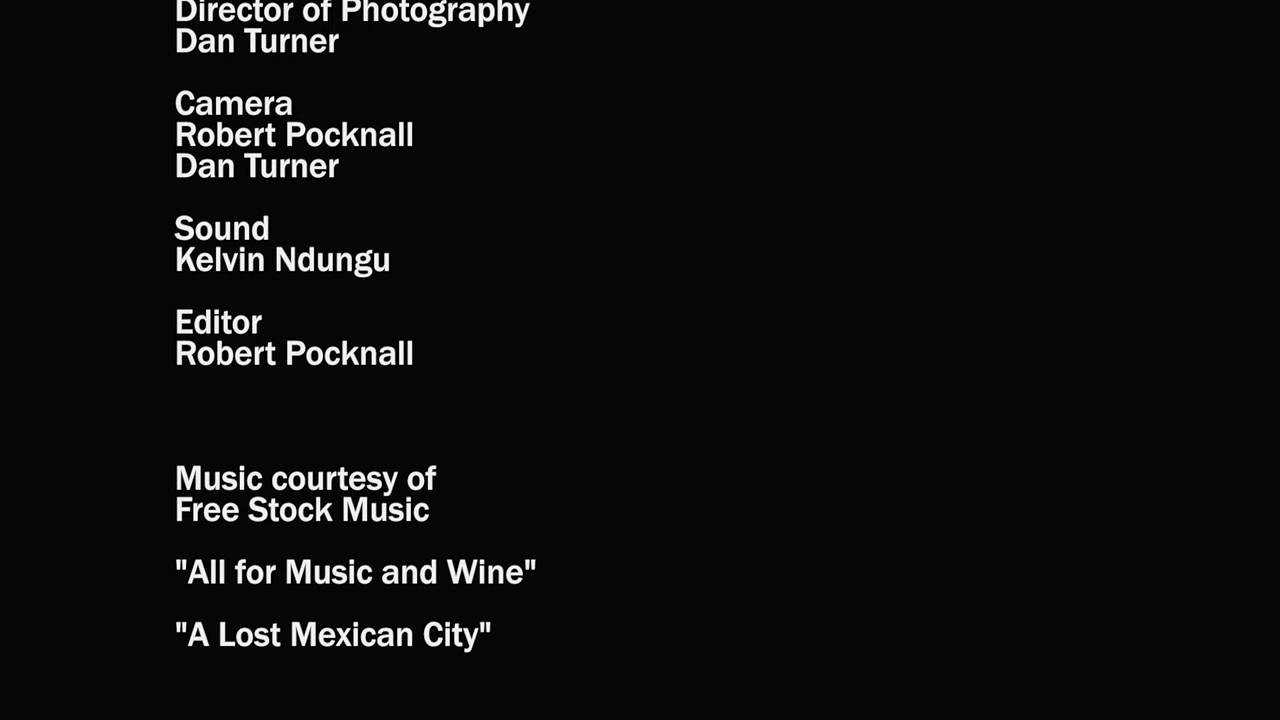 Director of Photography
Dan Turner
Camera
Robert Pocknall
Dan Turner
Sound
Kelvin Ndungu
Editor
Robert Pocknall
Music courtesy of
Free Stock Music
"All for Music and Wine"
"A Lost Mexican City"